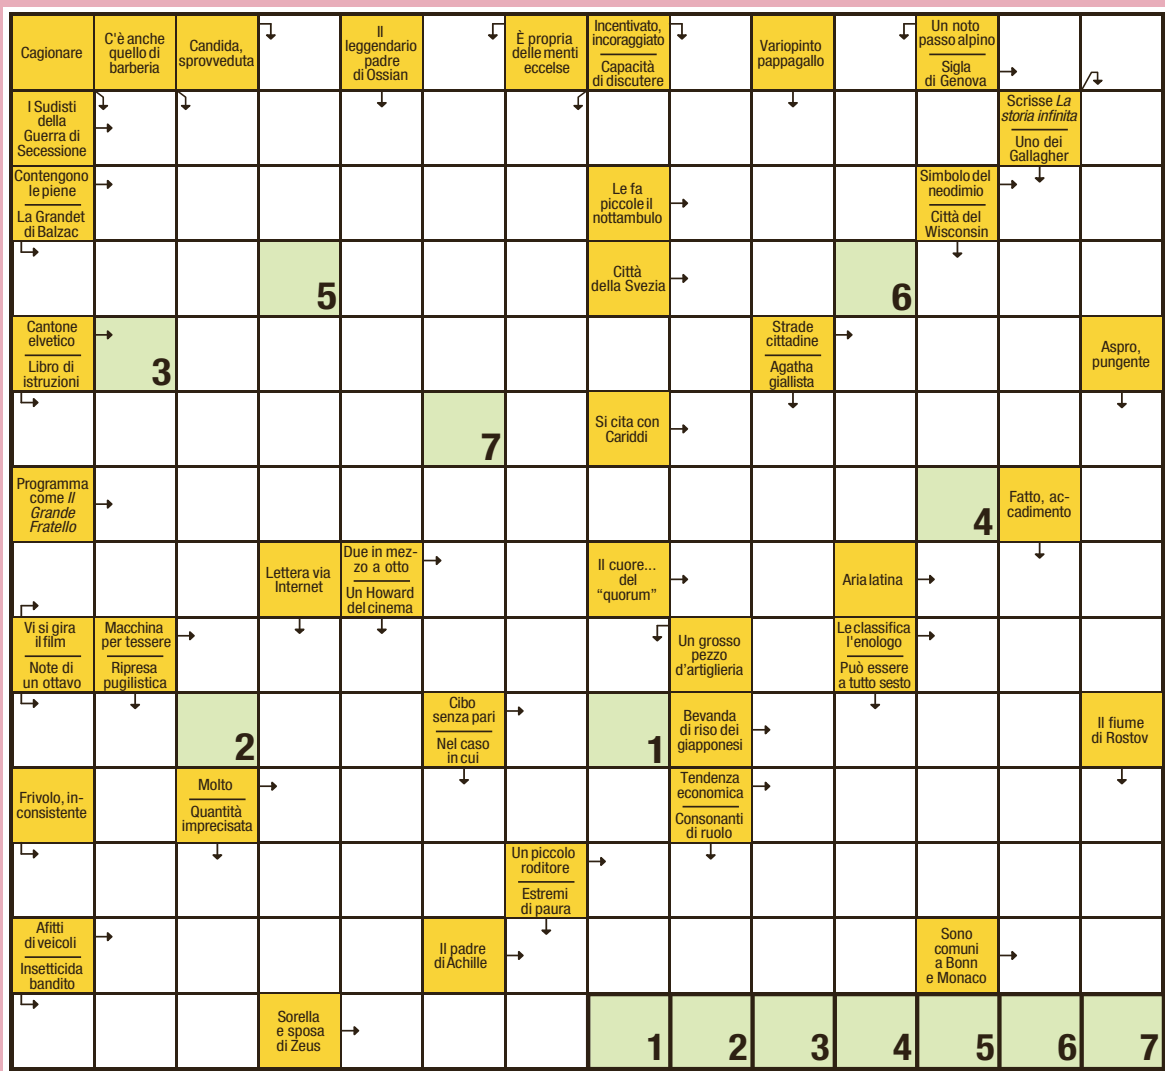 Cagionare
C'è anche
quello di
barberia
Candida,
sprovveduta
Il
leggendario
padre
di Ossian
È propria
delle menti
eccelse
Incentivato,
incoraggiato
Capacità
di discutere
Variopinto
pappagallo
Un noto
passo alpino
Sigla
di Genova
I Sudisti
della
Guerra di
Secessione
Scrisse La
storia infinita
Uno dei
Gallagher
Contengono
le piene
La Grandet
di Balzac
Le fa
piccole il
nottambulo
Simbolo del
neodimio
Città del
Wisconsin
5
Città
della Svezia
6
Cantone
elvetico
Libro di
istruzioni
3
Strade
cittadine
Agatha
giallista
Aspro,
pungente
7
Si cita con
Cariddi
Programma
come Il
Grande
Fratello
4
Fatto, ac-
cadimento
Lettera via
Internet
Due in mez-
zo a otto
Un Howard
del cinema
Il cuore...
del
"quorum"
Aria latina
Vi si gira
il film
Note di
un ottavo
Macchina
per tessere
Ripresa
pugilistica
Un grosso
pezzo
d'artiglieria
Le classifica
l'enologo
Può essere
a tutto sesto
2
Cibo
senza pari
Nel caso
in cui
1
Bevanda
di riso dei
giapponesi
Il fiume
di Rostov
Frivolo, in-
consistente
Molto
Quantità
imprecisata
Tendenza
economica
Consonanti
di ruolo
Un piccolo
roditore
Estremi
di paura
Afitti
di veicoli
Insetticida
bandito
Il padre
di Achille
Sono
comuni
a Bonn
e Monaco
Sorella
e sposa
di Zeus
1
2
3
4
5
6
7